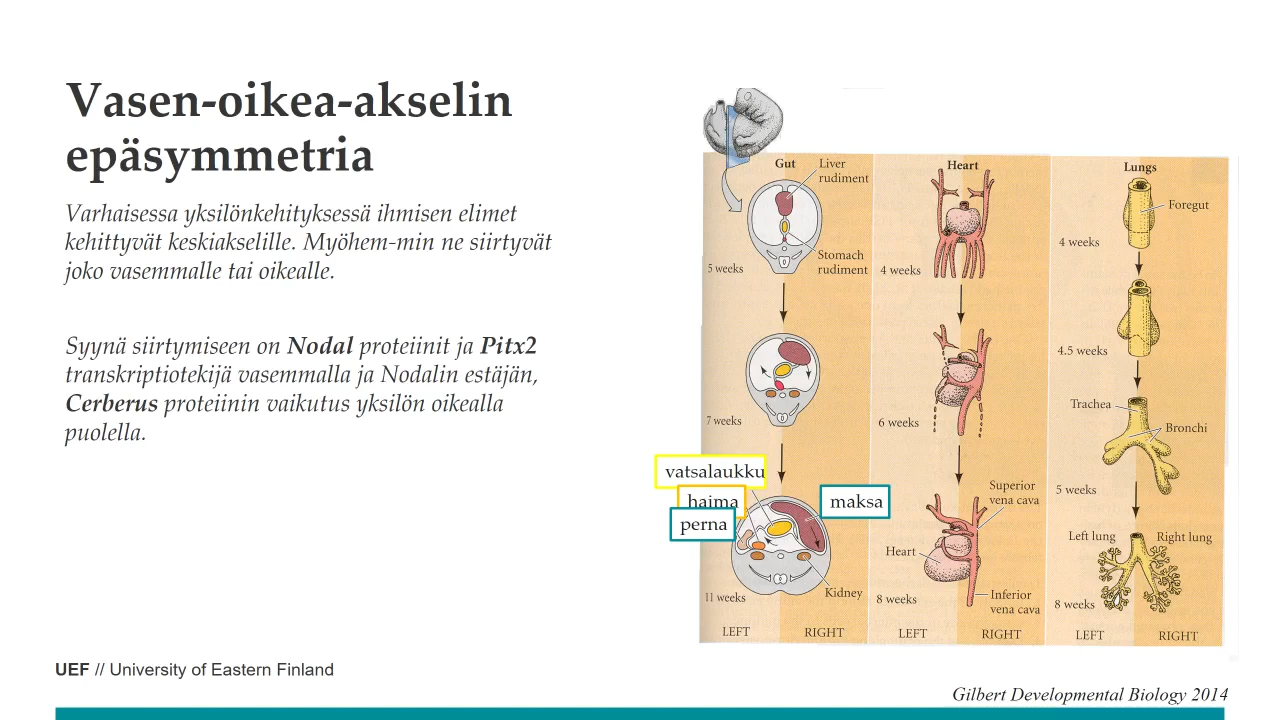 Vasen-oikea-akselin
epäsymmetria
Varhaisessa yksilönkehityksessä ihmisen elimet
kehittyvät keskiakselille. Myöhem-min ne siirtyvät
joko vasemmalle tai oikealle.
Syynä siirtymiseen on Nodal proteiinit ja Pitx2
transkriptiotekijä vasemmalla ja Nodalin estäjän,
Cerberus proteiinin vaikutus yksilön oikealla
puolella.
Gut
Liver
rudiment
Stomach
rudiment
5 weeks
7 weeks
vatsalaukku
haima
perna
maksa
Kidney
11 weeks
LEFT
RIGHT
Heart
4 weeks
6 weeks
Superior
vena cava
Heart
Inferior
vena cava
8 weeks
LEFT
RIGHT
Lungs
Foregut
4 weeks
4.5 weeks
Trachea
Bronchi
5 weeks
Left lung
Right lung
8 weeks
LEFT
RIGHT
UEF // University of Eastern Finland
Gilbert Developmental Biology 2014